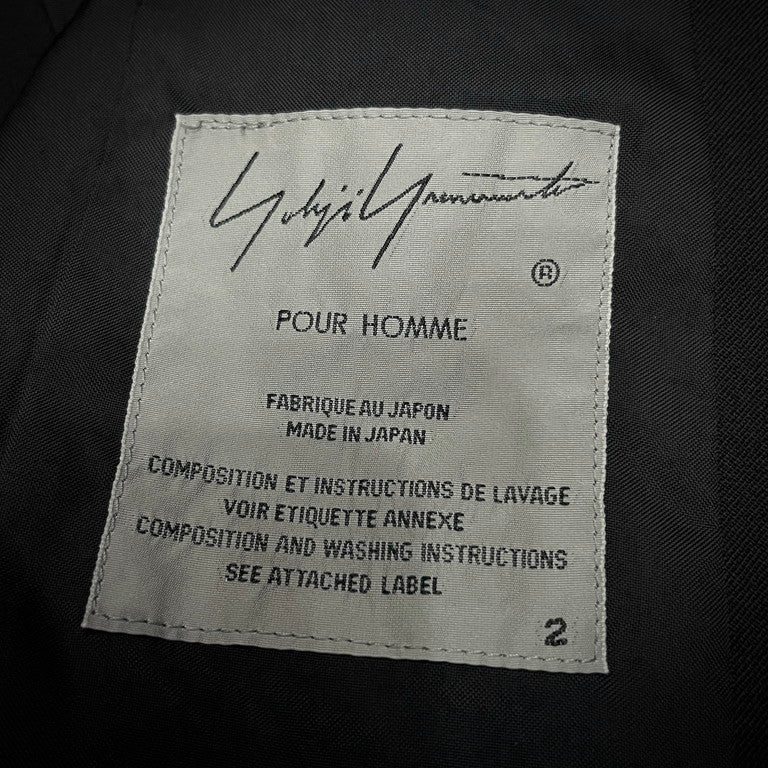 Yohji Yamamoto
®
POUR HOMME
FABRIQUE AU JAPON
MADE IN JAPAN
COMPOSITION ET INSTRUCTIONS DE LAVAGE
VOIR ETIQUETTE ANNEXE
COMPOSITION AND WASHING INSTRUCTIONS
SEE ATTACHED LABEL
2